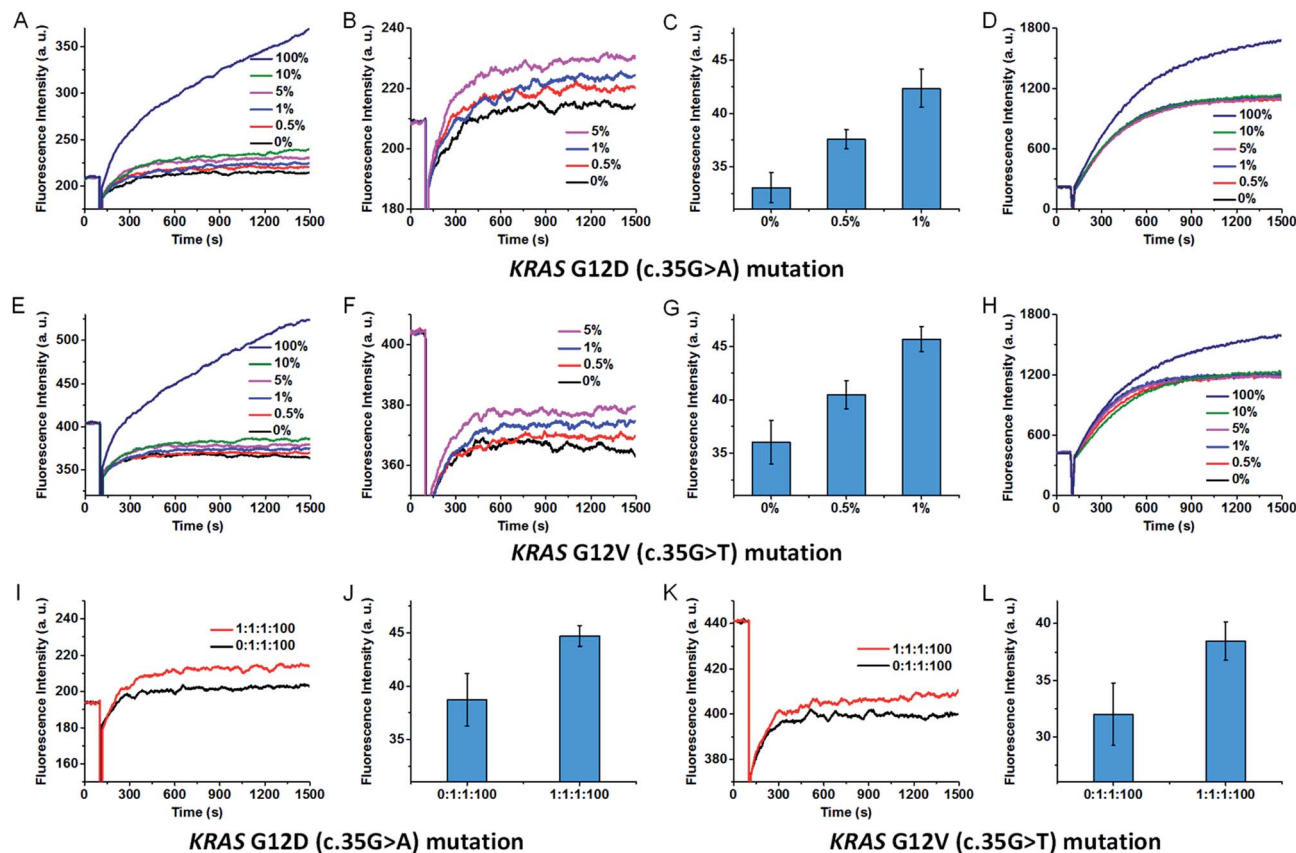 A
Fluorescence Intensity (a. u.)
350
300
250
200
100%
10%
5%
1%
0.5%
0%
0 300 600 900 1200 1500
Time (s)
B
Fluorescence Intensity (a. u.)
240
220
200
180
5%
1%
0.5%
0%
0 300 600 900 1200 1500
Time (s)
C
Fluorescence Intensity (a. u.)
45
41
37
33
0% 0.5% 1%
D
Fluorescence Intensity (a. u.)
1800
1200
600
0
100%
10%
5%
1%
0.5%
0%
0 300 600 900 1200 1500
Time (s)
KRAS G12D (c.35G>A) mutation
E
Fluorescence Intensity (a. u.)
500
450
400
350
100%
10%
5%
1%
0.5%
0%
0 300 600 900 1200 1500
Time (s)
F
Fluorescence Intensity (a. u.)
400
380
360
5%
1%
0.5%
0%
0 300 600 900 1200 1500
Time (s)
G
Fluorescence Intensity (a. u.)
45
41
37
33
0% 0.5% 1%
H
Fluorescence Intensity (a. u.)
1800
1200
600
0
100%
10%
5%
1%
0.5%
0%
0 300 600 900 1200 1500
Time (s)
KRAS G12V (c.35G>T) mutation
I
Fluorescence Intensity (a. u.)
240
210
180
150
1:1:1:100
0:1:1:100
0 300 600 900 1200 1500
Time (s)
J
Fluorescence Intensity (a. u.)
45
40
35
0:1:1:100 1:1:1:100
K
Fluorescence Intensity (a. u.)
440
420
400
380
1:1:1:100
0:1:1:100
0 300 600 900 1200 1500
Time (s)
L
Fluorescence Intensity (a. u.)
40
35
30
0:1:1:100 1:1:1:100
KRAS G12D (c.35G>A) mutation
KRAS G12V (c.35G>T) mutation